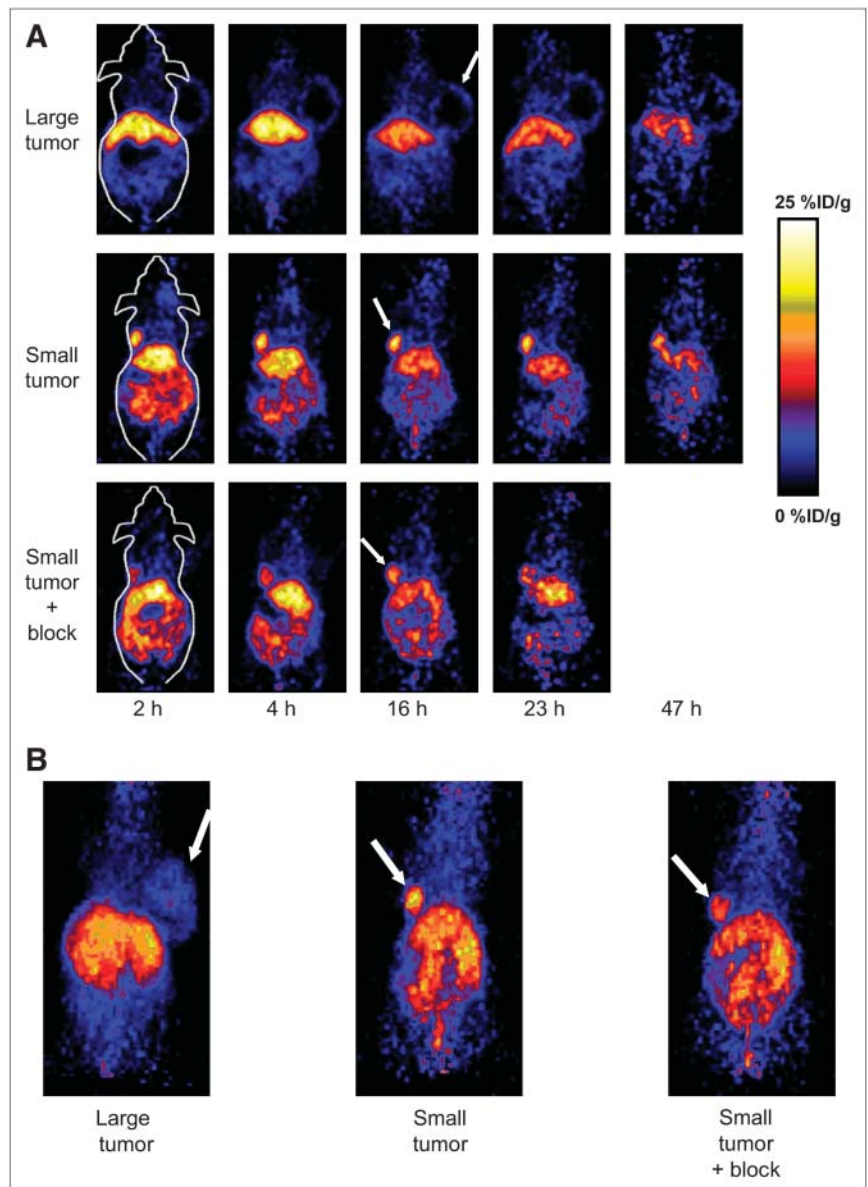 A
Large
tumor
25 %ID/g
Small
tumor
0 %ID/g
Small
tumor
+
block
2 h 4 h 16 h 23 h 47 h
B
Large
tumor
Small
tumor
Small
tumor
+ block